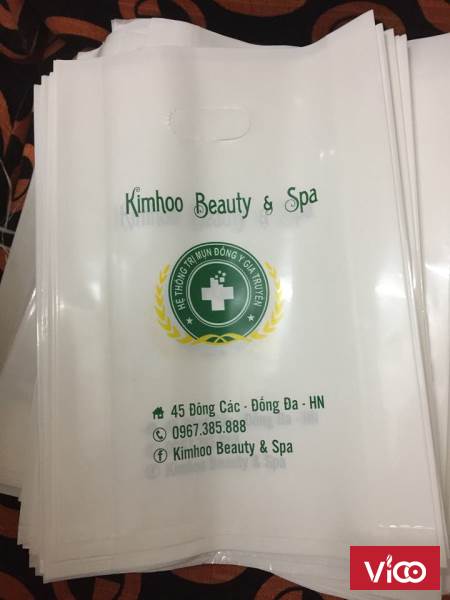 Kimhoo Beauty & Spa
HỆ THỐNG TRỊ MỤN ĐÔNG Y GIA TRUYỀN
45 Đông Các - Đống Đa - HN
0967.385.888
Kimhoo Beauty & Spa
VICO